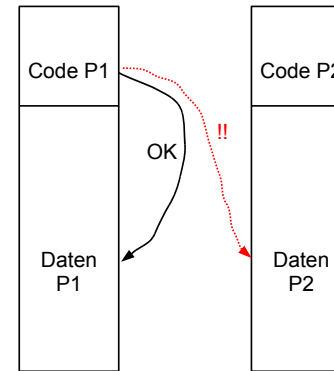 Code P1
Code P2
!!
OK
Daten
P1
Daten
P2